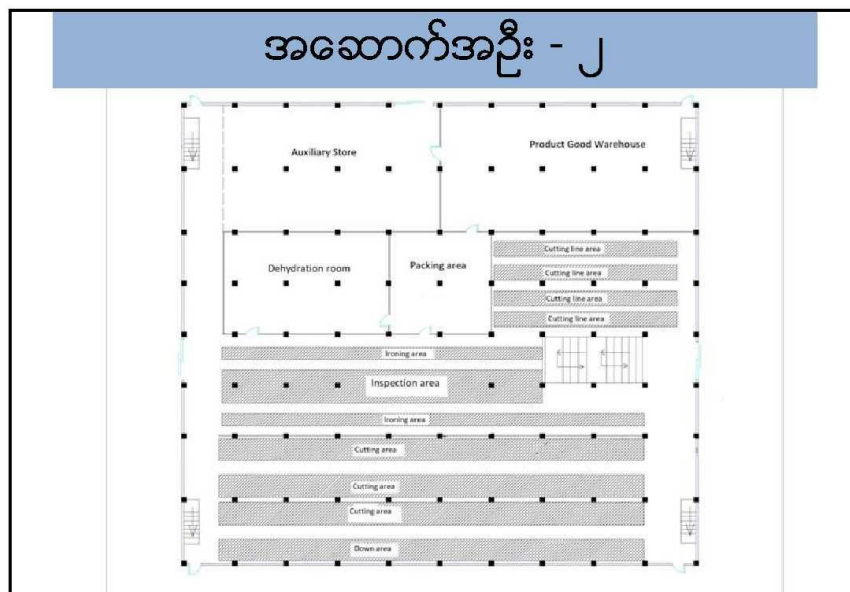 အဆောက်အဦး - ၂
Auxiliary Store
Product Good Warehouse
Cutting line area
Dehydration room
Packing area
Cutting line area
Cutting line area
Cutting line area
Ironing area
Inspection area
Ironing area
Cutting area
Cutting area
Cutting area
Down area